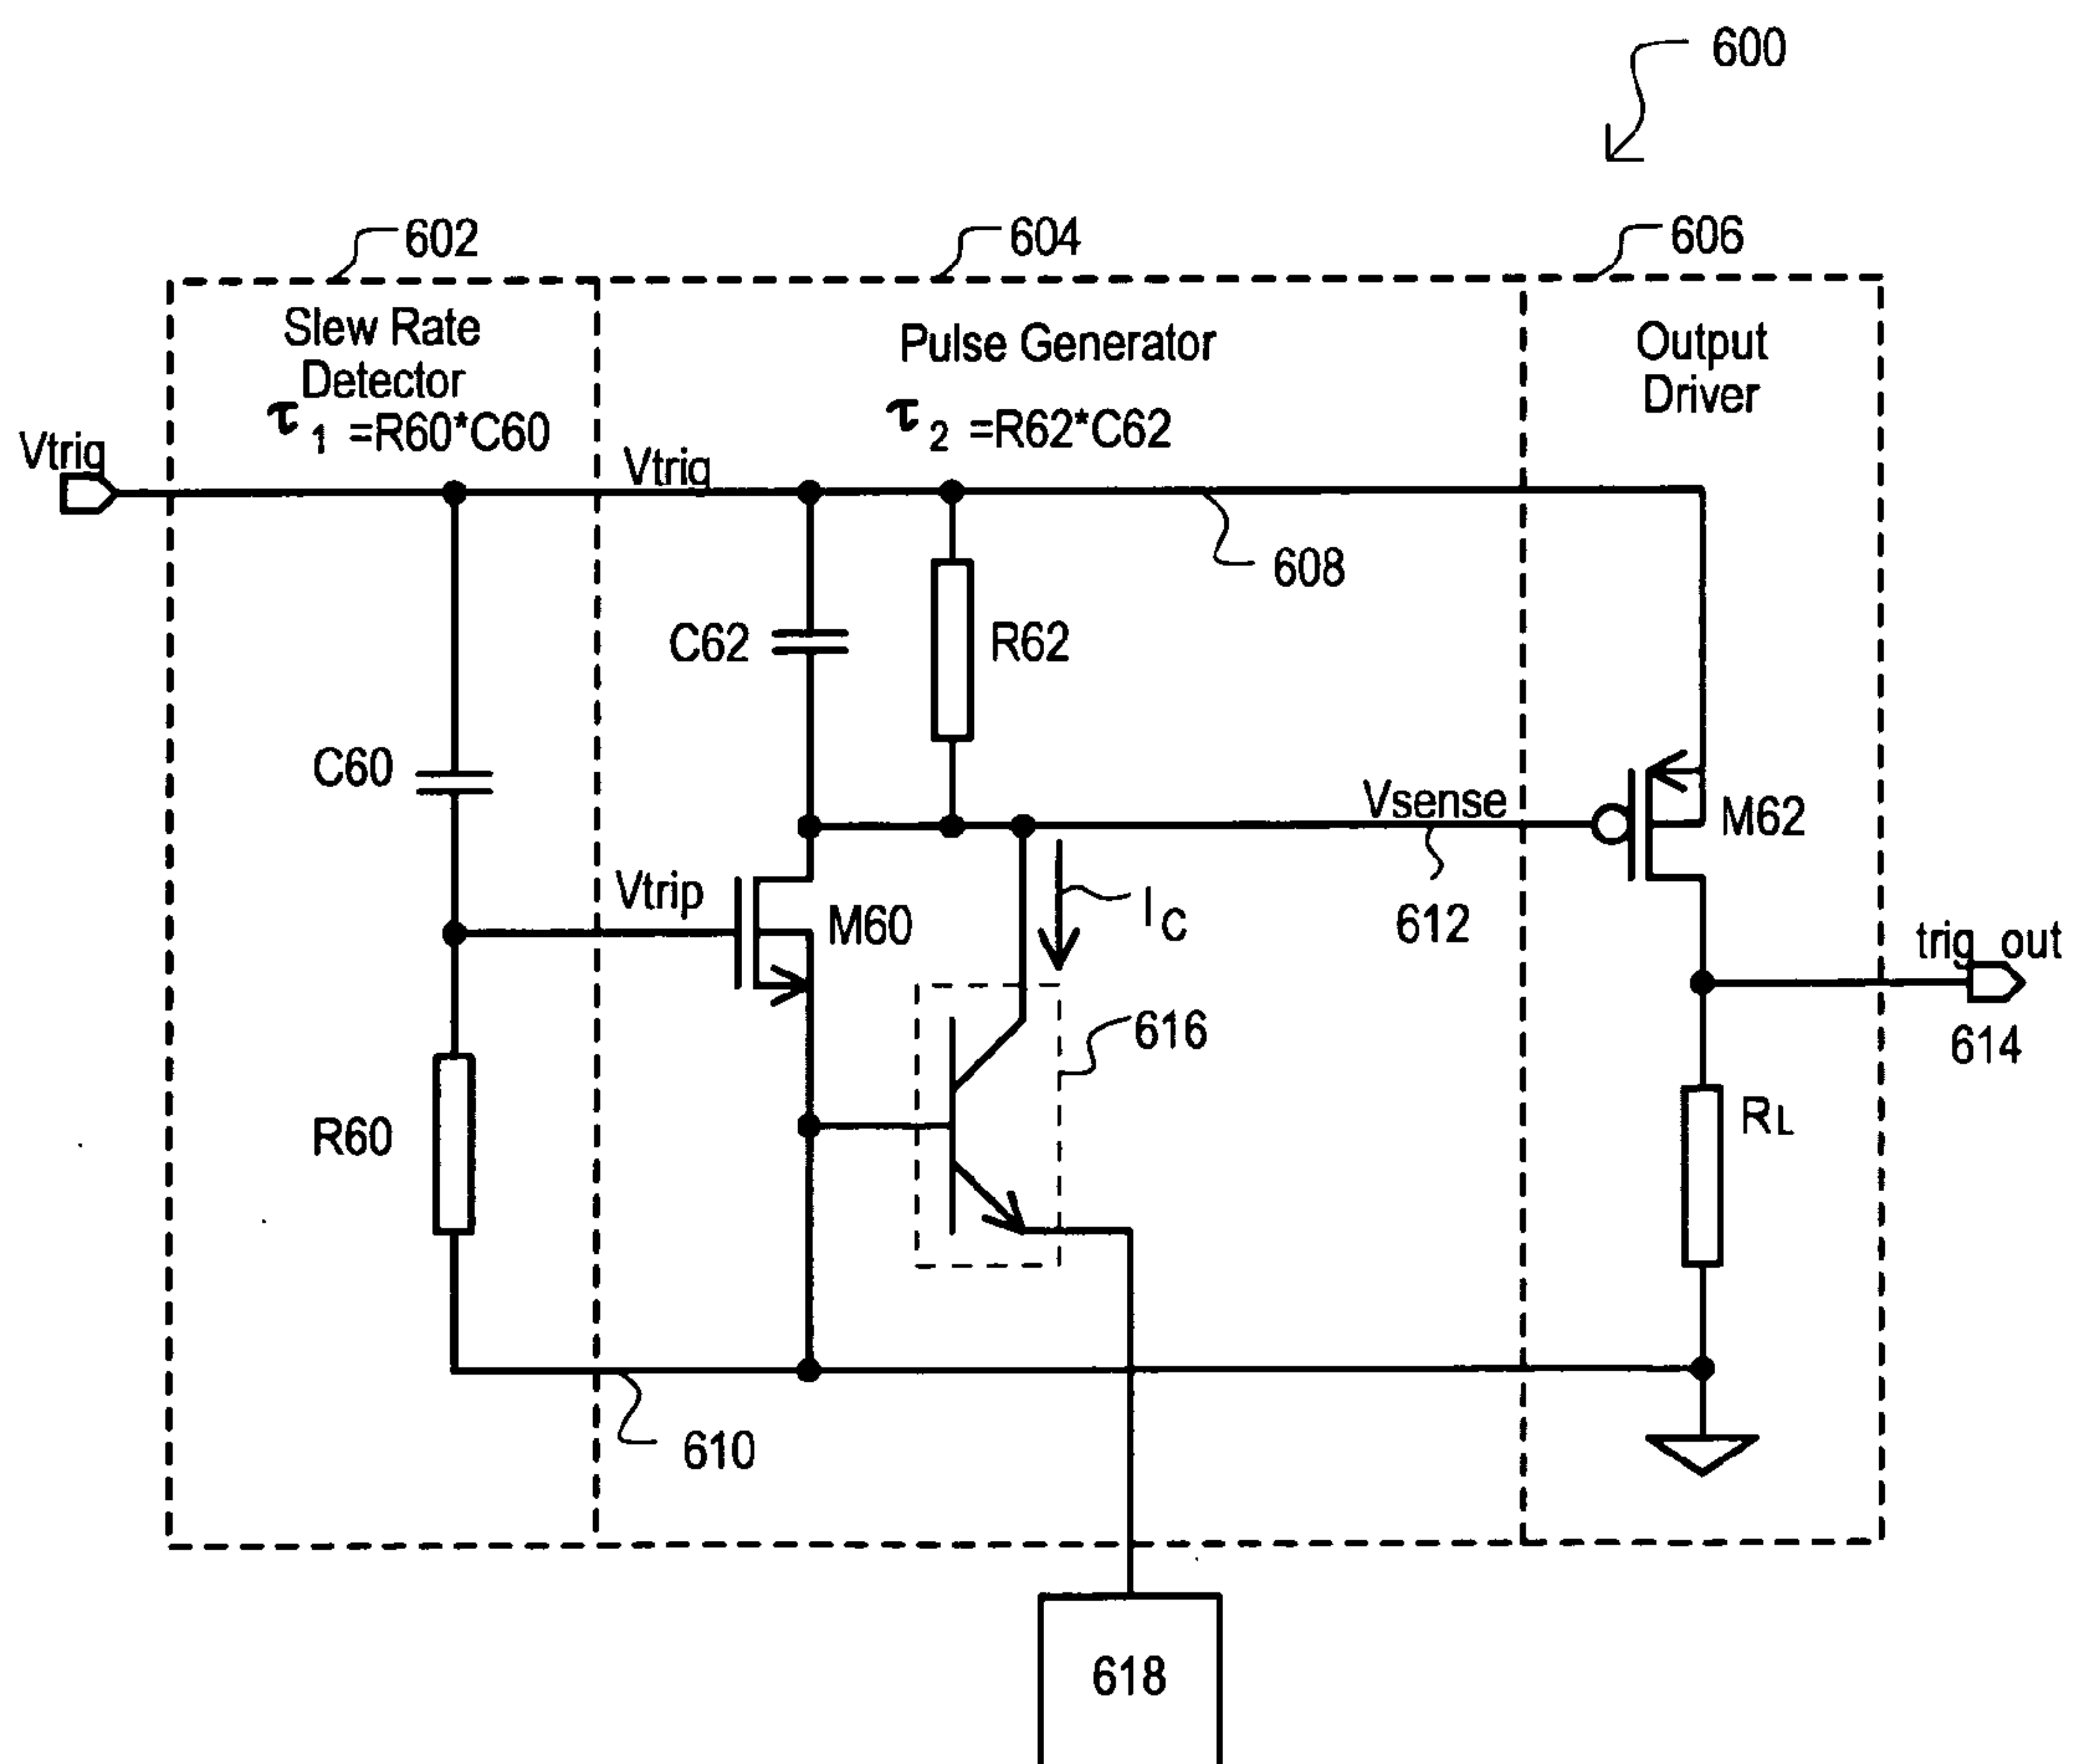 600
602
604
606
Slew Rate
Detector
τ1 =R60*C60
Pulse Generator
τ2 =R62*C62
Output
Driver
Vtrig
Vtrig
608
C62
R62
C60
Vsense
M62
Vtrip
M60
IC
612
trig_out
614
616
R60
RL
610
618